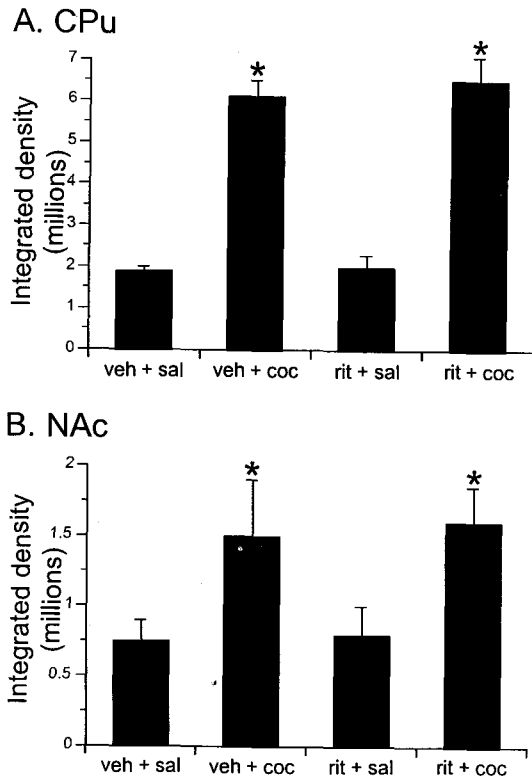 A. CPu
Integrated density
(millions)
7
6
5
4
3
2
1
0
*
*
veh + sal
veh + coc
rit + sal
rit + coc
B. NAc
Integrated density
(millions)
2
1.5
1
0.5
0
*
*
veh + sal
veh + coc
rit + sal
rit + coc